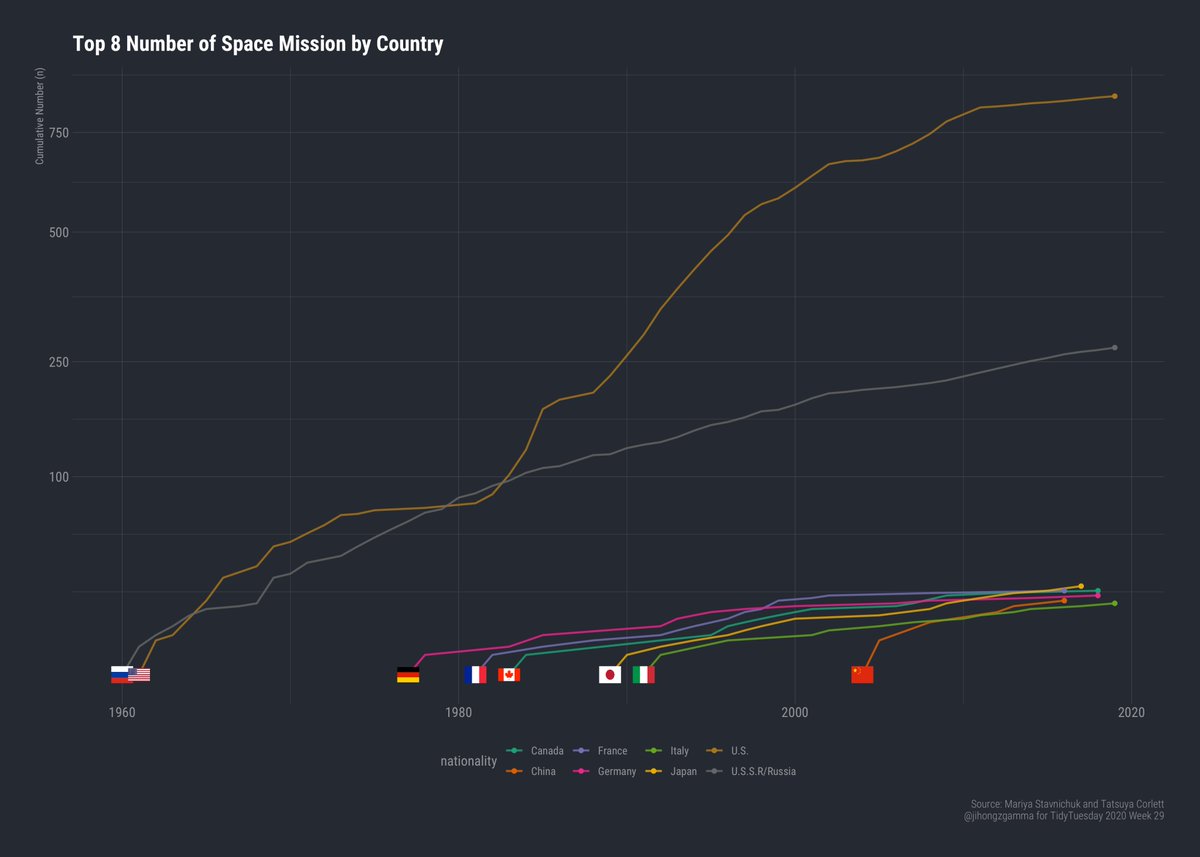 Top 8 Number of Space Mission by Country
Cumulative Number (n)
750
500
250
100
1960 1980 2000 2020
nationality
Canada France Italy U.S.
China Germany Japan U.S.S.R/Russia
Source: Mariya Stavnichuk and Tatsuya Corlett
@jihongzgamma for TidyTuesday 2020 Week 29